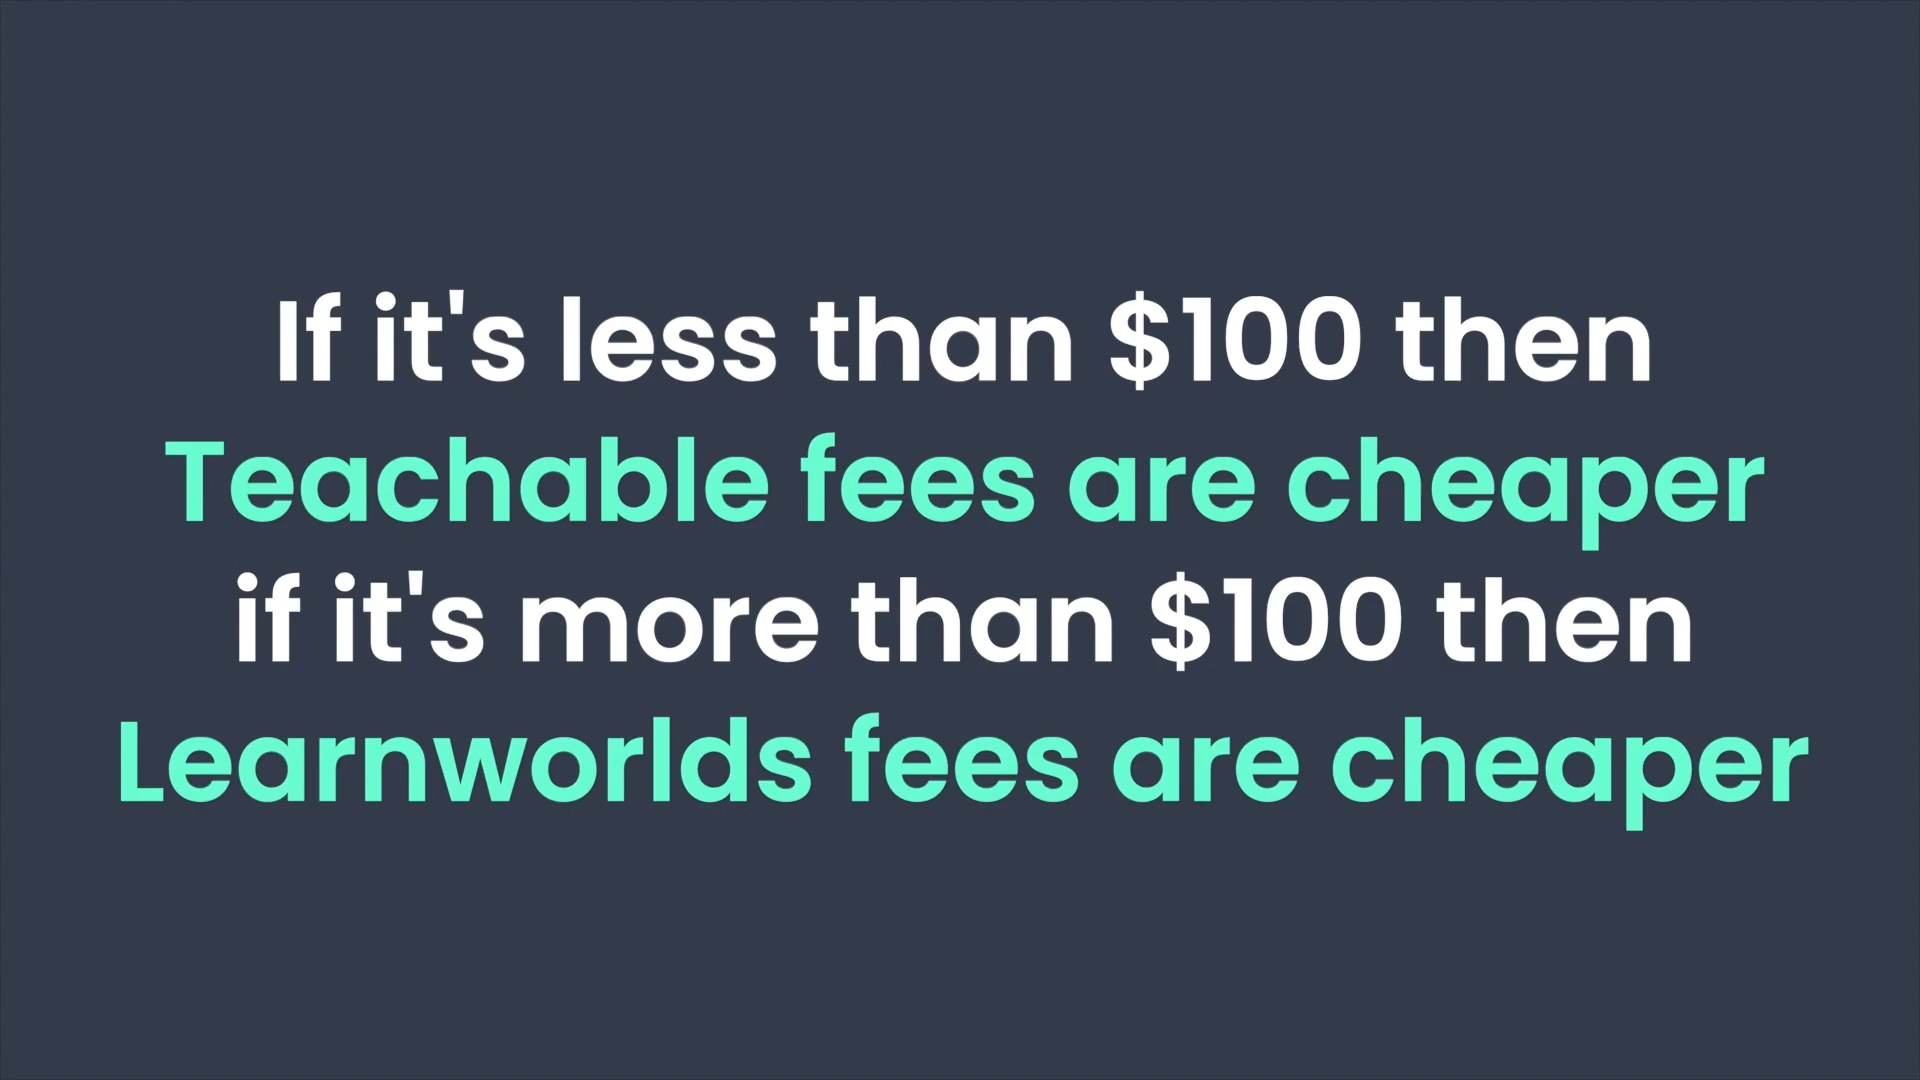 If it's less than $100 then
Teachable fees are cheaper
if it's more than $100 then
Learnworlds fees are cheaper